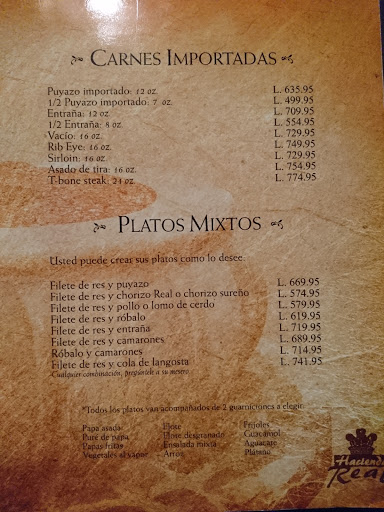 CARNES IMPORTADAS
Puyazo importado: 12 oz. L. 635.95
1/2 Puyazo importado: 7 oz. L. 499.95
Entraña: 12 oz. L. 709.95
1/2 Entraña: 8 oz. L. 554.95
Vacío: 16 oz. L. 729.95
Rib Eye: 16 oz. L. 749.95
Sirloin: 16 oz. L. 729.95
Asado de tira: 16 oz. L. 754.95
T-bone steak: 24 oz. L. 774.95
PLATOS MIXTOS
Usted puede crear sus platos como lo desee.
Filete de res y puyazo L. 669.95
Filete de res y chorizo Real o chorizo sureño L. 574.95
Filete de res y pollo o lomo de cerdo L. 579.95
Filete de res y róbalo L. 619.95
Filete de res y entraña L. 719.95
Filete de res y camarones L. 689.95
Róbalo y camarones L. 714.95
Filete de res y cola de langosta L. 741.95
*Cualquier combinación, pregúntele a su mesero.
*Todos los platos van acompañados de 2 guarniciones a elegir.
Papa asada Elote Frijoles
Puré de papa Elote desgranado Guacamol
Papas fritas Ensalada mixta Aguacate
Vegetales al vapor Arroz Plátano
Hacienda
Real